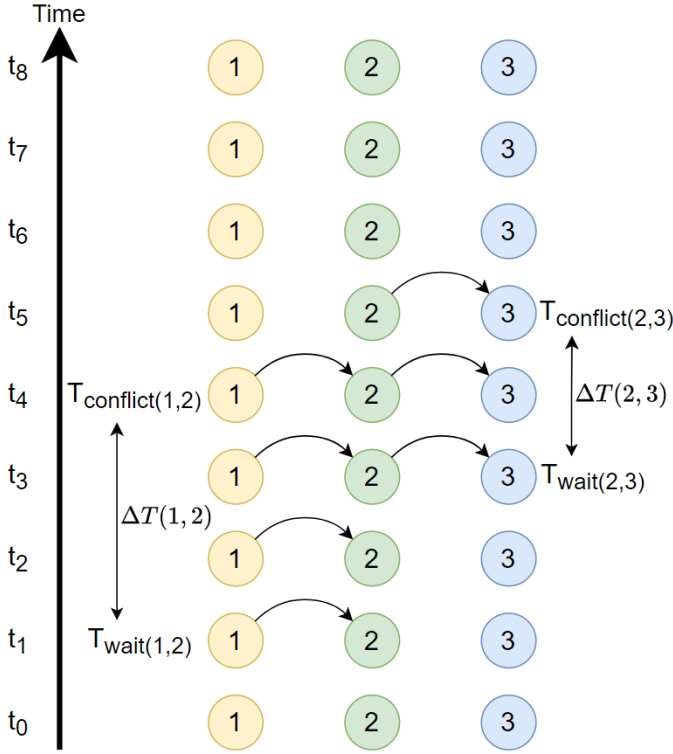 Time
t8 1 2 3
t7 1 2 3
t6 1 2 3
t5 1 2 3 Tconflict(2,3)
t4 Tconflict(1,2) 1 2 3 ΔT(2,3)
t3 1 2 3 Twait(2,3)
ΔT(1,2)
t2 1 2 3
t1 Twait(1,2) 1 2 3
t0 1 2 3